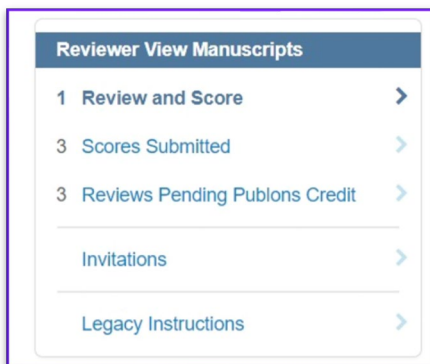 Reviewer View Manuscripts
1 Review and Score
3 Scores Submitted
3 Reviews Pending Publons Credit
Invitations
Legacy Instructions